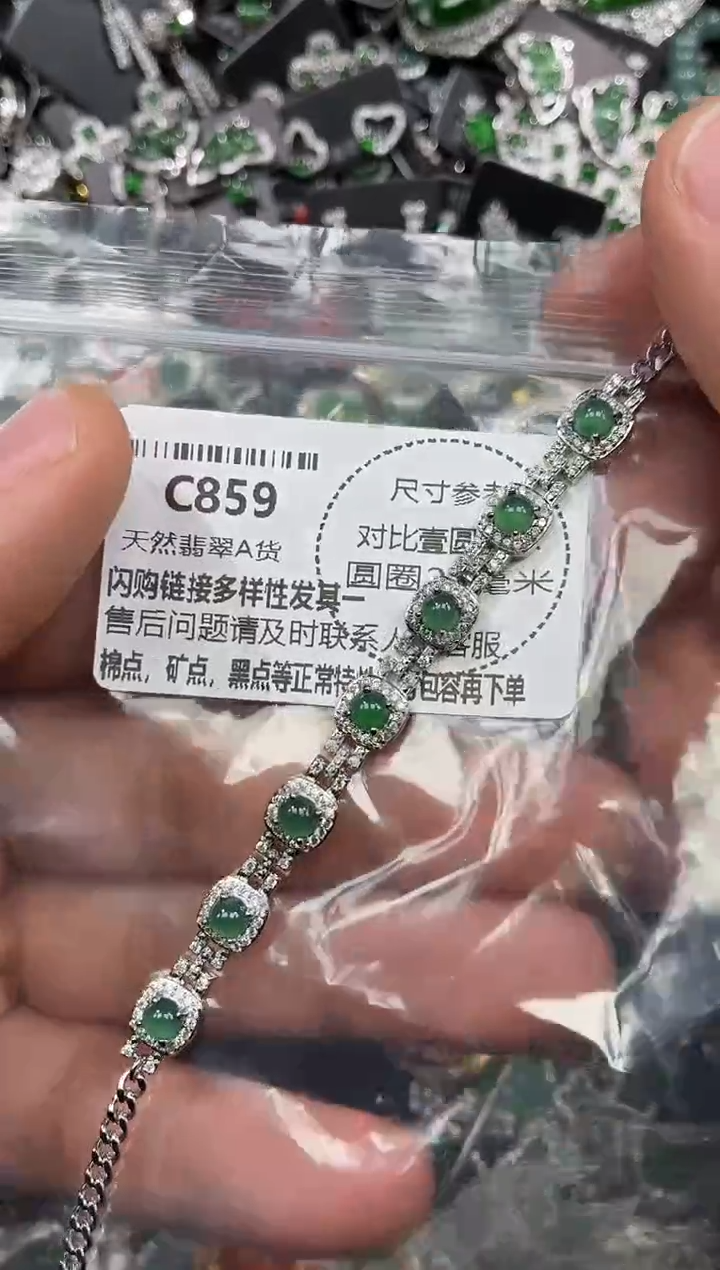 C859
天然翡翠A货
闪购链接多样性发其一
售后问题请及时联系人 客服
棉点，矿点，黑点等正常特 包容再下单
尺寸参考
对比壹圆
圆圈 毫米